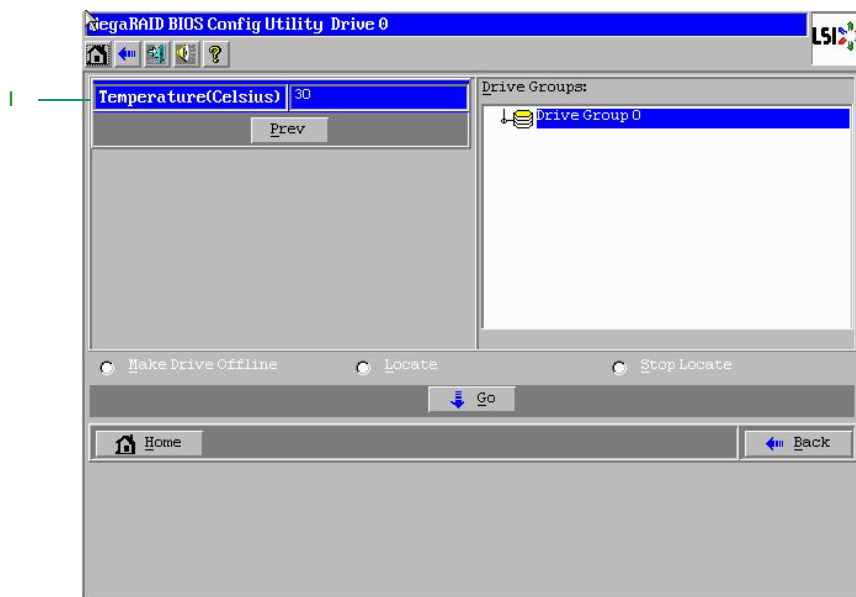 MegaRAID BIOS Config Utility Drive 0
LSI
I
Temperature(Celsius) 30
Prev
Drive Groups:
Drive Group 0
Make Drive Offline
Locate
Stop Locate
Go
Home
Back